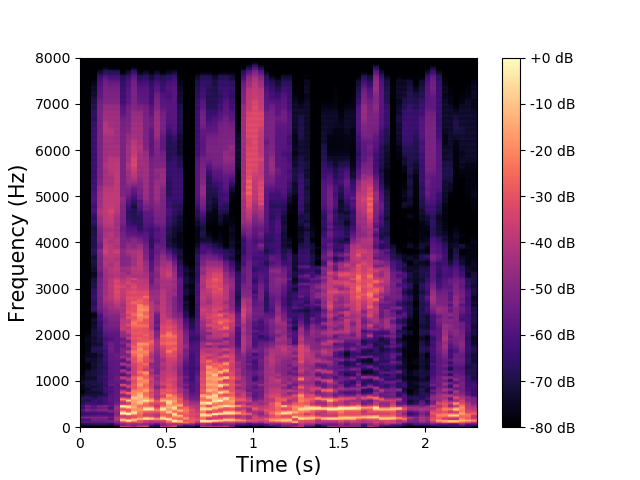 8000
7000
6000
5000
4000
3000
2000
1000
0
Frequency (Hz)
0
0.5
1
1.5
2
Time (s)
+0 dB
-10 dB
-20 dB
-30 dB
-40 dB
-50 dB
-60 dB
-70 dB
-80 dB